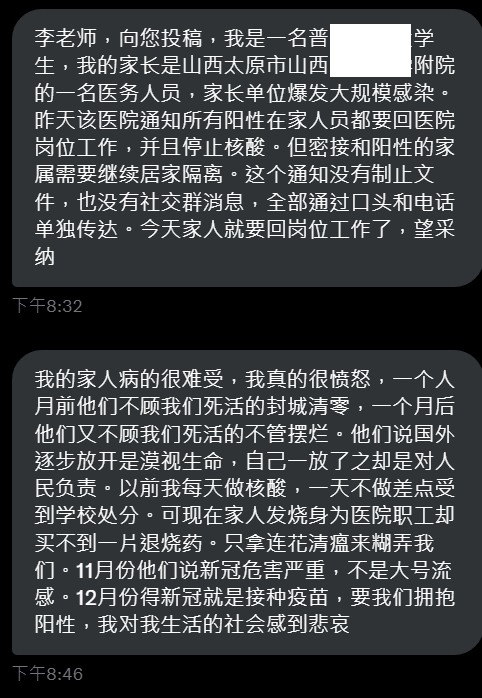 李老师，向您投稿，我是一名普 学
生，我的家长是山西太原市山西 附院
的一名医务人员，家长单位爆发大规模感染。
昨天该医院通知所有阳性在家人员都要回医院
岗位工作，并且停止核酸。但密接和阳性的家
属需要继续居家隔离。这个通知没有制止文
件，也没有社交群消息，全部通过口头和电话
单独传达。今天家人就要回岗位工作了，望采
纳
下午8:32
我的家人病的很难受，我真的很愤怒，一个人
月前他们不顾我们死活的封城清零，一个月后
他们又不顾我们死活的不管摆烂。他们说国外
逐步放开是漠视生命，自己一放了之却是对人
民负责。以前我每天做核酸，一天不做差点受
到学校处分。可现在家人发烧身为医院职工却
买不到一片退烧药。只拿连花清瘟来糊弄我
们。11月份他们说新冠危害严重，不是大号流
感。12月份得新冠就是接种疫苗，要我们拥抱
阳性，我对我生活的社会感到悲哀
下午8:46